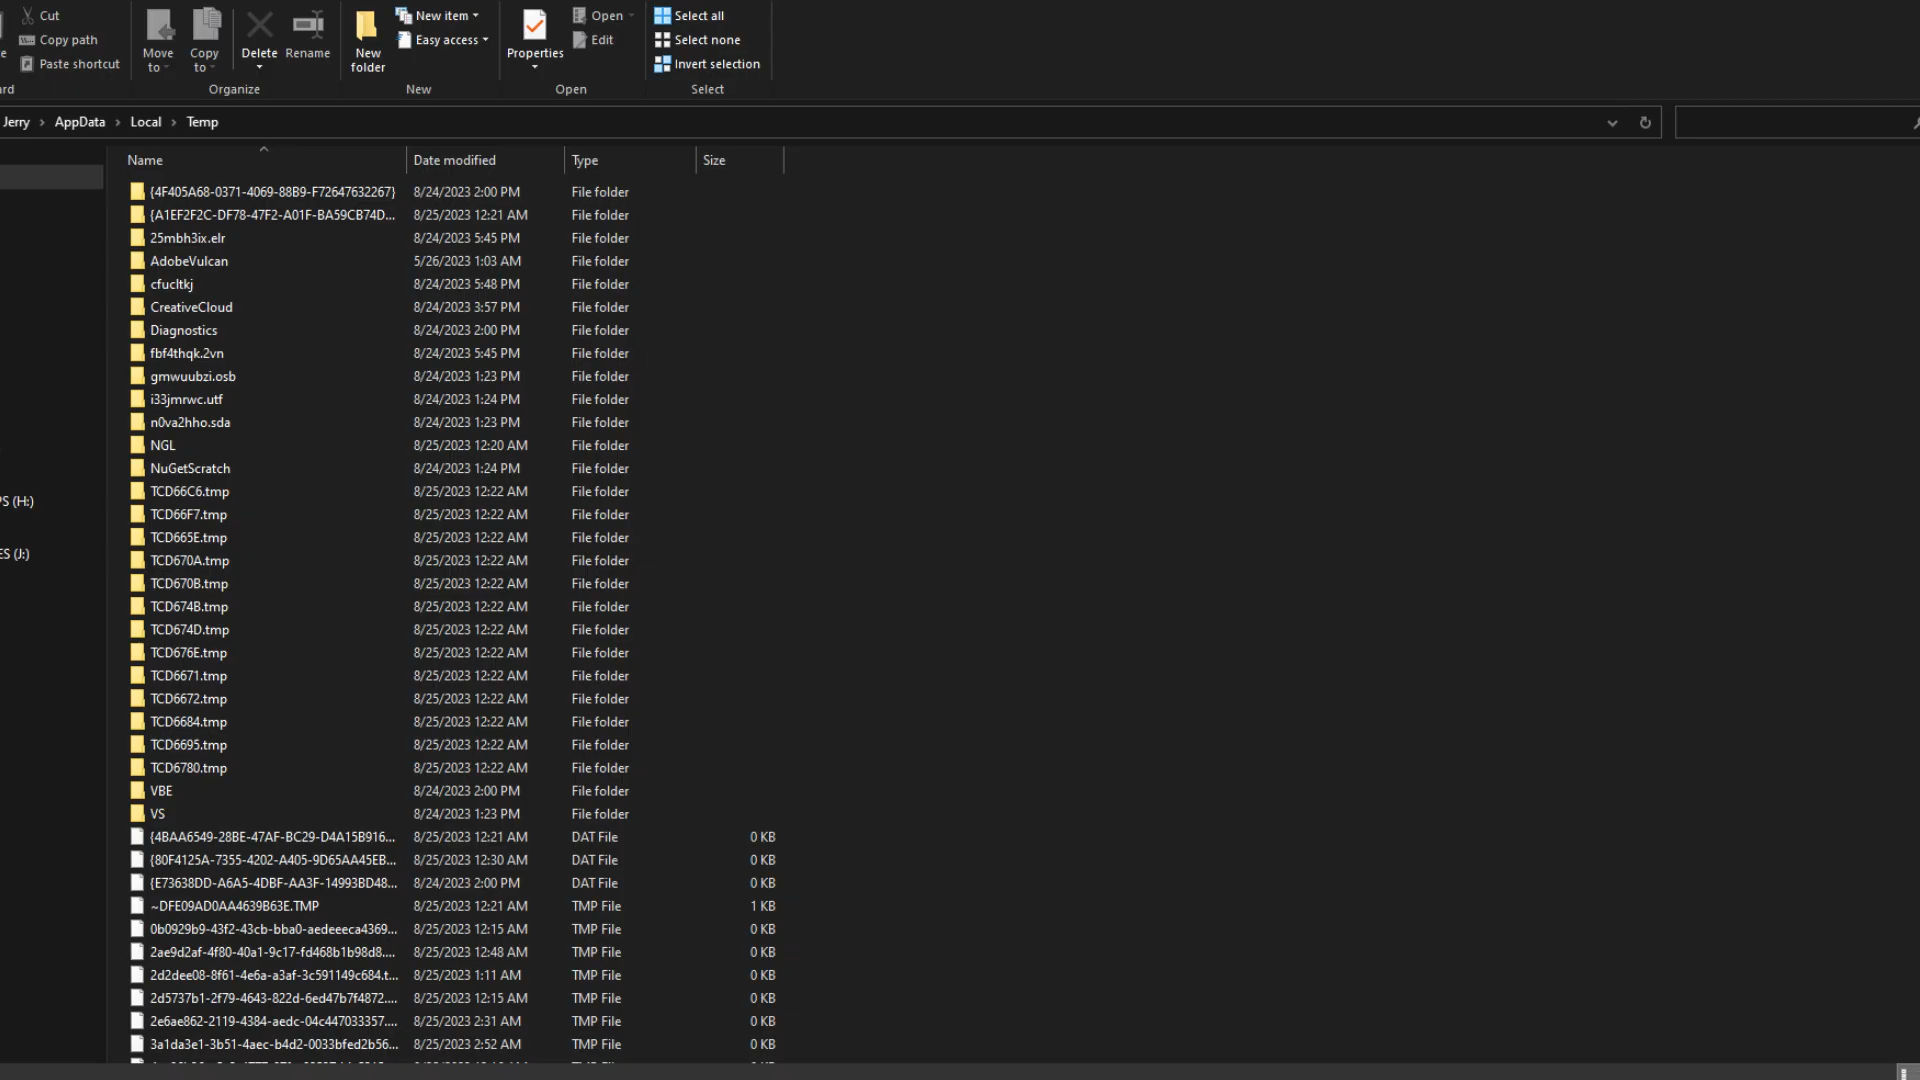 Cut
Copy path
Paste shortcut
Move to
Copy to
Delete
Rename
Organize
New folder
New item
Easy access
New
Properties
Open
Edit
Open
Select all
Select none
Invert selection
Select
Jerry > AppData > Local > Temp
Name Date modified Type Size
{4F405A68-0371-4069-88B9-F72647632267} 8/24/2023 2:00 PM File folder
{A1EF2F2C-DF78-47F2-A01F-BA59CB74D... 8/25/2023 12:21 AM File folder
25mbh3ix.elr 8/24/2023 5:45 PM File folder
AdobeVulcan 5/26/2023 1:03 AM File folder
cfucltkj 8/24/2023 5:48 PM File folder
CreativeCloud 8/24/2023 3:57 PM File folder
Diagnostics 8/24/2023 2:00 PM File folder
fbf4thqk.2vn 8/24/2023 5:45 PM File folder
gmwuubzi.osb 8/24/2023 1:23 PM File folder
i33jmrwc.utf 8/24/2023 1:24 PM File folder
n0va2hho.sda 8/24/2023 1:23 PM File folder
NGL 8/25/2023 12:20 AM File folder
NuGetScratch 8/24/2023 1:24 PM File folder
TCD66C6.tmp 8/25/2023 12:22 AM File folder
TCD66F7.tmp 8/25/2023 12:22 AM File folder
TCD665E.tmp 8/25/2023 12:22 AM File folder
TCD670A.tmp 8/25/2023 12:22 AM File folder
TCD670B.tmp 8/25/2023 12:22 AM File folder
TCD674B.tmp 8/25/2023 12:22 AM File folder
TCD674D.tmp 8/25/2023 12:22 AM File folder
TCD676E.tmp 8/25/2023 12:22 AM File folder
TCD6671.tmp 8/25/2023 12:22 AM File folder
TCD6672.tmp 8/25/2023 12:22 AM File folder
TCD6684.tmp 8/25/2023 12:22 AM File folder
TCD6695.tmp 8/25/2023 12:22 AM File folder
TCD6780.tmp 8/25/2023 12:22 AM File folder
VBE 8/24/2023 2:00 PM File folder
VS 8/24/2023 1:23 PM File folder
{4BAA6549-28BE-47AF-BC29-D4A15B916... 8/25/2023 12:21 AM DAT File 0 KB
{80F4125A-7355-4202-A405-9D65AA45EB... 8/25/2023 12:30 AM DAT File 0 KB
{E73638DD-A6A5-4DBF-AA3F-14993BD48... 8/24/2023 2:00 PM DAT File 0 KB
~DFE09AD0AA4639B63E.TMP 8/25/2023 12:21 AM TMP File 1 KB
0b0929b9-43f2-43cb-bba0-aedeeeca4369... 8/25/2023 12:15 AM TMP File 0 KB
2ae9d2af-4f80-40a1-9c17-fd468b1b98d8.... 8/25/2023 12:48 AM TMP File 0 KB
2d2dee08-8f61-4e6a-a3af-3c591149c684.t... 8/25/2023 1:11 AM TMP File 0 KB
2d5737b1-2f79-4643-822d-6ed47b7f4872.... 8/25/2023 12:15 AM TMP File 0 KB
2e6ae862-2119-4384-aedc-04c447033357.... 8/25/2023 2:31 AM TMP File 0 KB
3a1da3e1-3b51-4aec-b4d2-0033bfed2b56... 8/25/2023 2:52 AM TMP File 0 KB
(H:)
(J:)